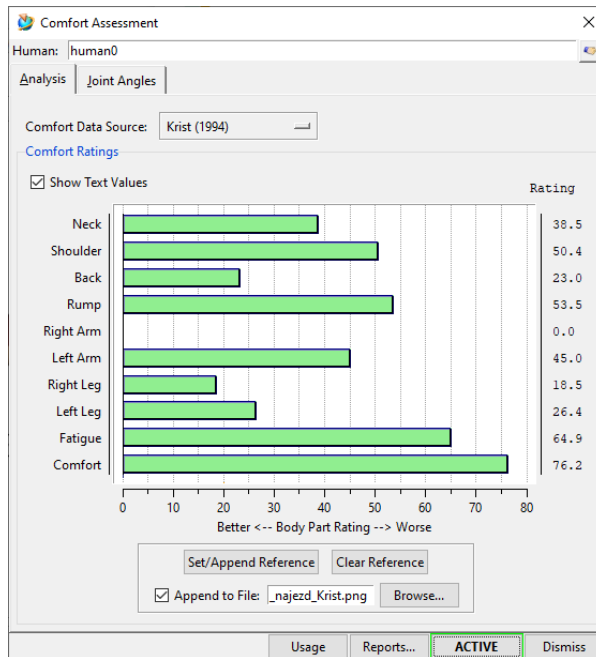 Comfort Assessment
Human: human0
Analysis Joint Angles
Comfort Data Source: Krist (1994)
Comfort Ratings
Show Text Values
Rating
Neck 38.5
Shoulder 50.4
Back 23.0
Rump 53.5
Right Arm 0.0
Left Arm 45.0
Right Leg 18.5
Left Leg 26.4
Fatigue 64.9
Comfort 76.2
0 10 20 30 40 50 60 70 80
Better <-- Body Part Rating --> Worse
Set/Append Reference Clear Reference
Append to File: _najezd_Krist.png Browse...
Usage Reports... ACTIVE Dismiss